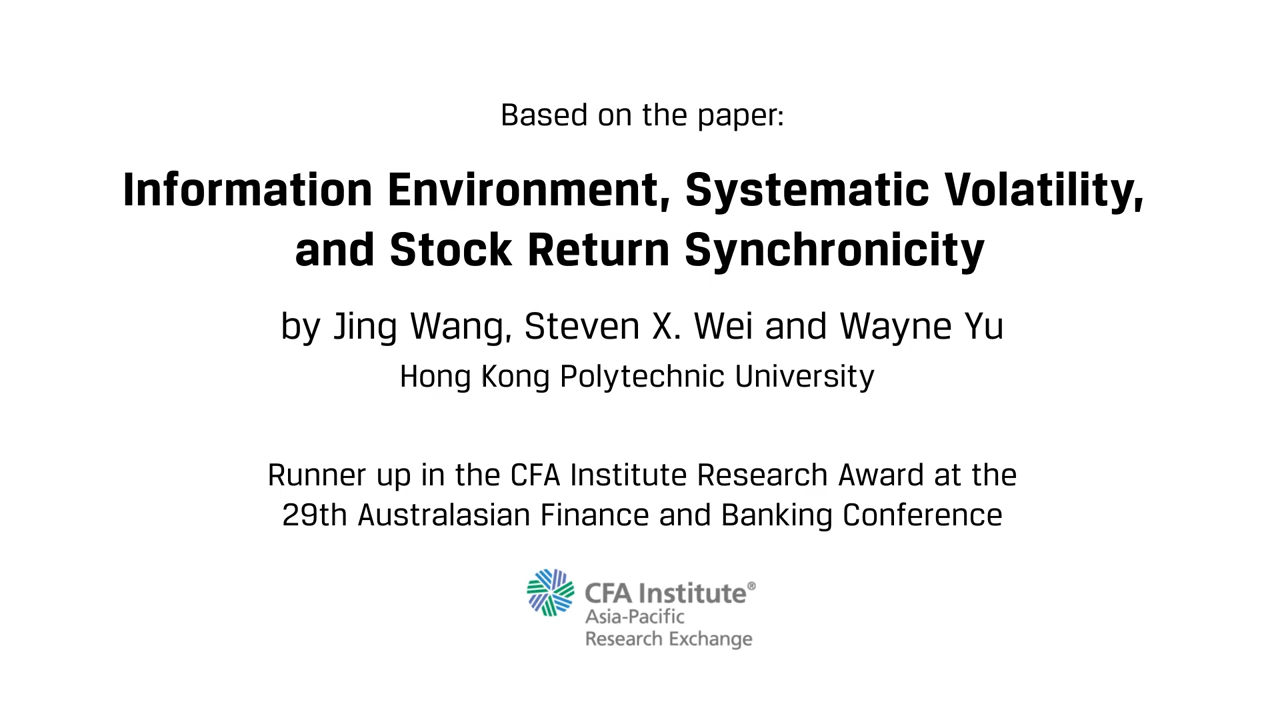 Based on the paper:
Information Environment, Systematic Volatility,
and Stock Return Synchronicity
by Jing Wang, Steven X. Wei and Wayne Yu
Hong Kong Polytechnic University
Runner up in the CFA Institute Research Award at the
29th Australasian Finance and Banking Conference
CFA Institute®
Asia-Pacific
Research Exchange